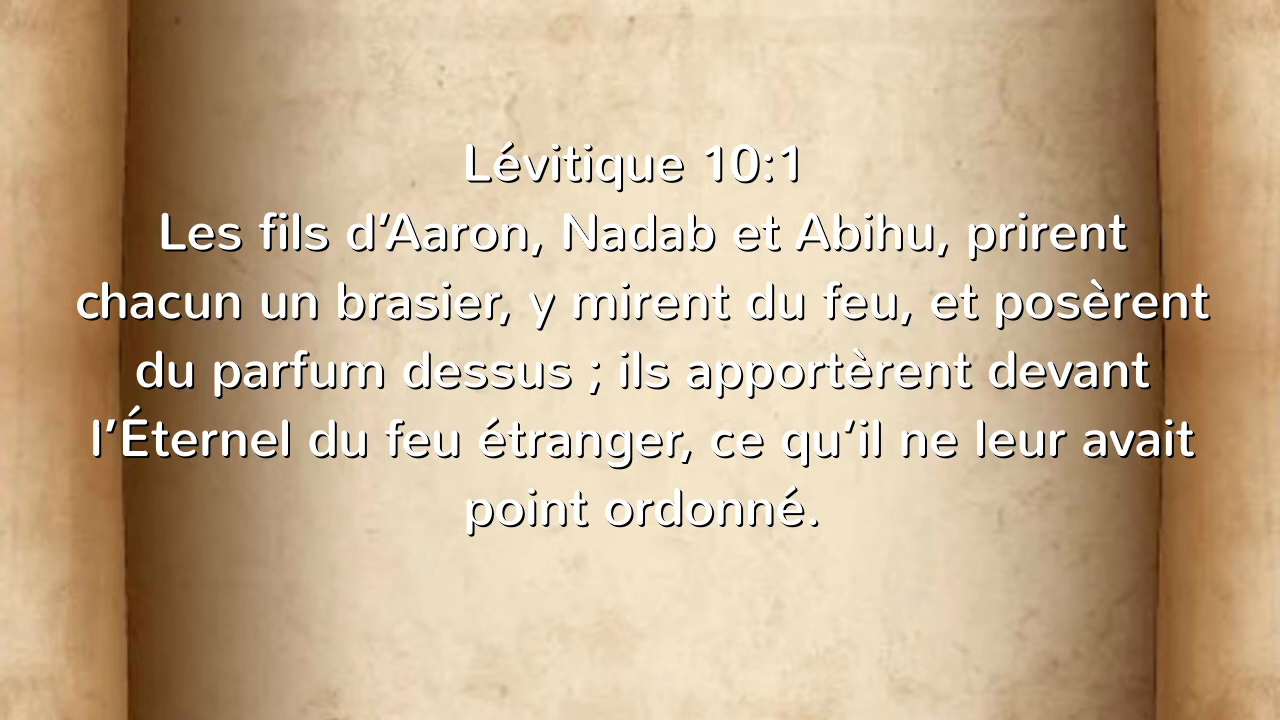 Lévitique 10:1
Les fils d’Aaron, Nadab et Abihu, prirent
chacun un brasier, y mirent du feu, et posèrent
du parfum dessus ; ils apportèrent devant
l’Éternel du feu étranger, ce qu’il ne leur avait
point ordonné.